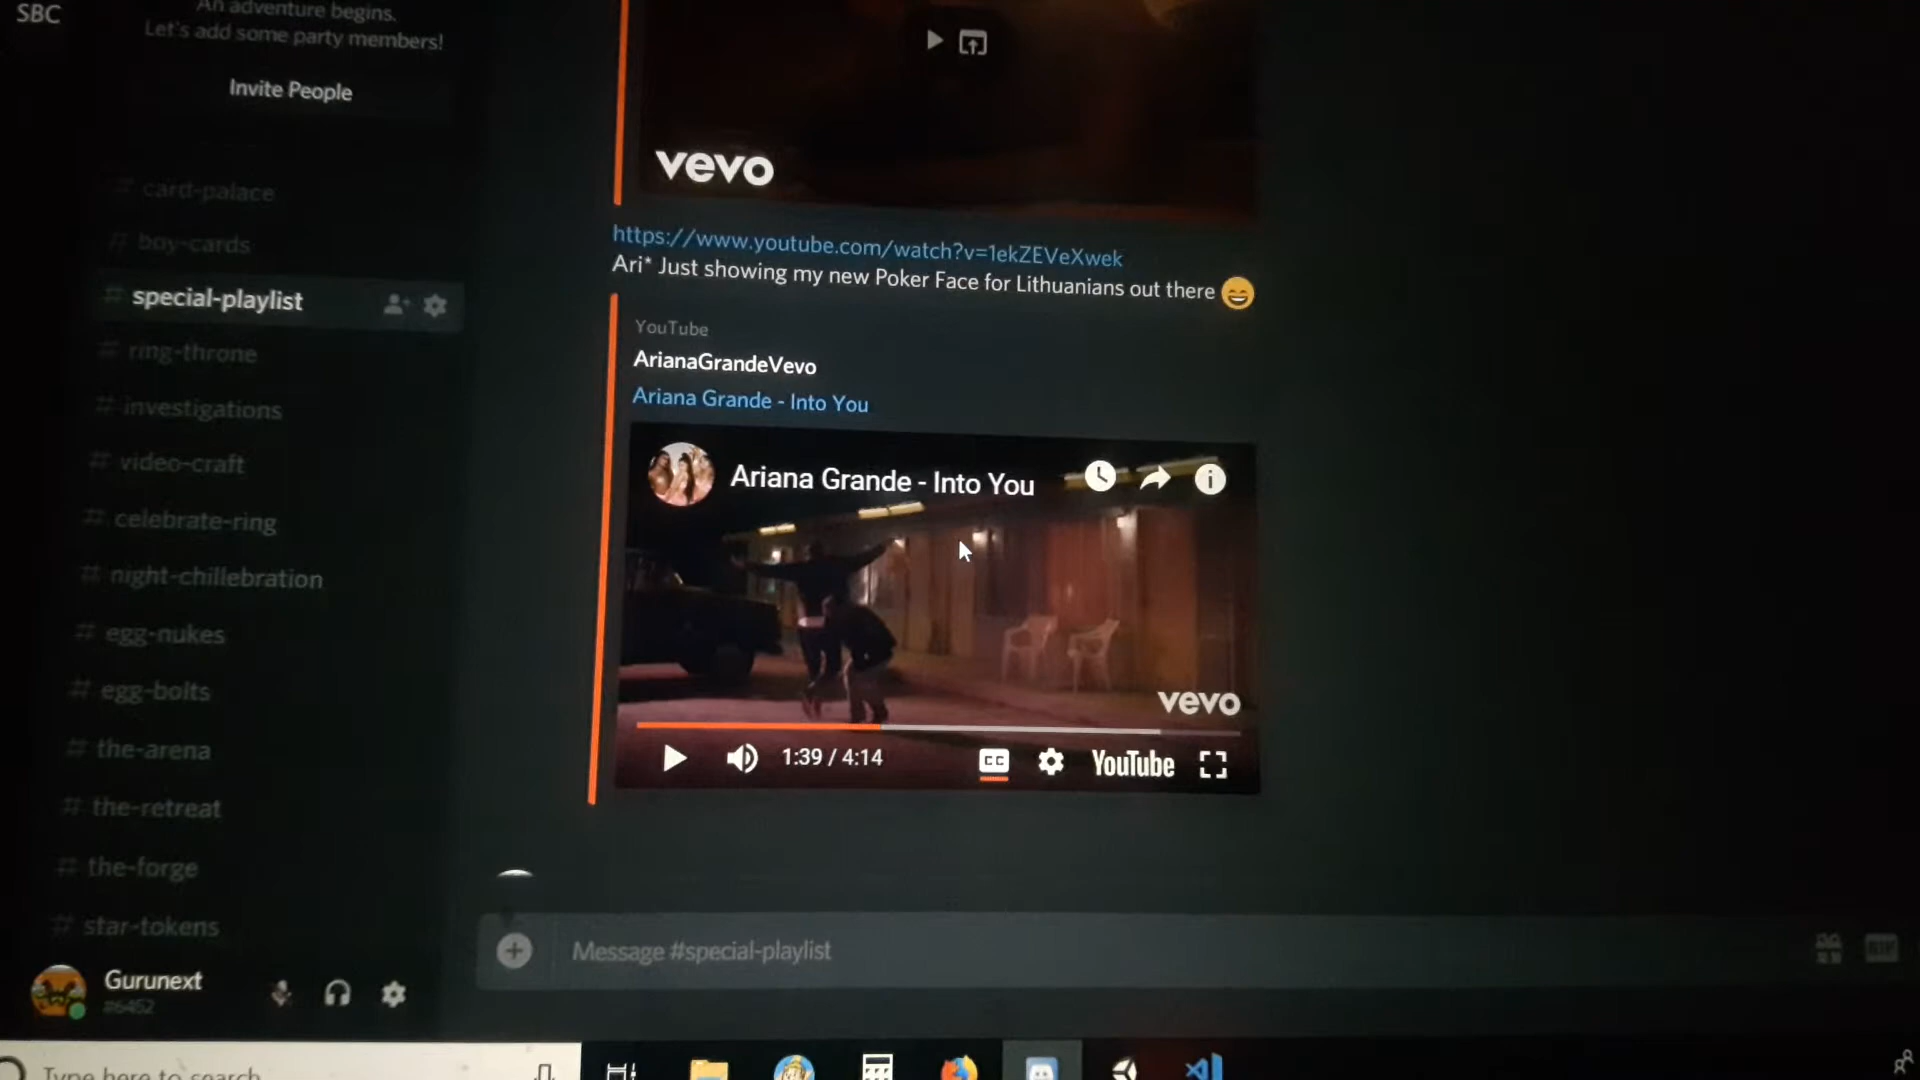 SBC
An adventure begins.
Let's add some party members!
Invite People
# card-palace
# boy-cards
# special-playlist
# ring-throne
# investigations
# video-craft
# celebrate-ring
# night-chillebration
# egg-nukes
# egg-bolts
# the-arena
# the-retreat
# the-forge
# star-tokens
Gurunext
#6452
vevo
https://www.youtube.com/watch?v=1ekZEVeXwek
Ari* Just showing my new Poker Face for Lithuanians out there
YouTube
ArianaGrandeVevo
Ariana Grande - Into You
Ariana Grande - Into You
vevo
1:39 / 4:14
CC
YouTube
Message #special-playlist
GIF
Type here to search